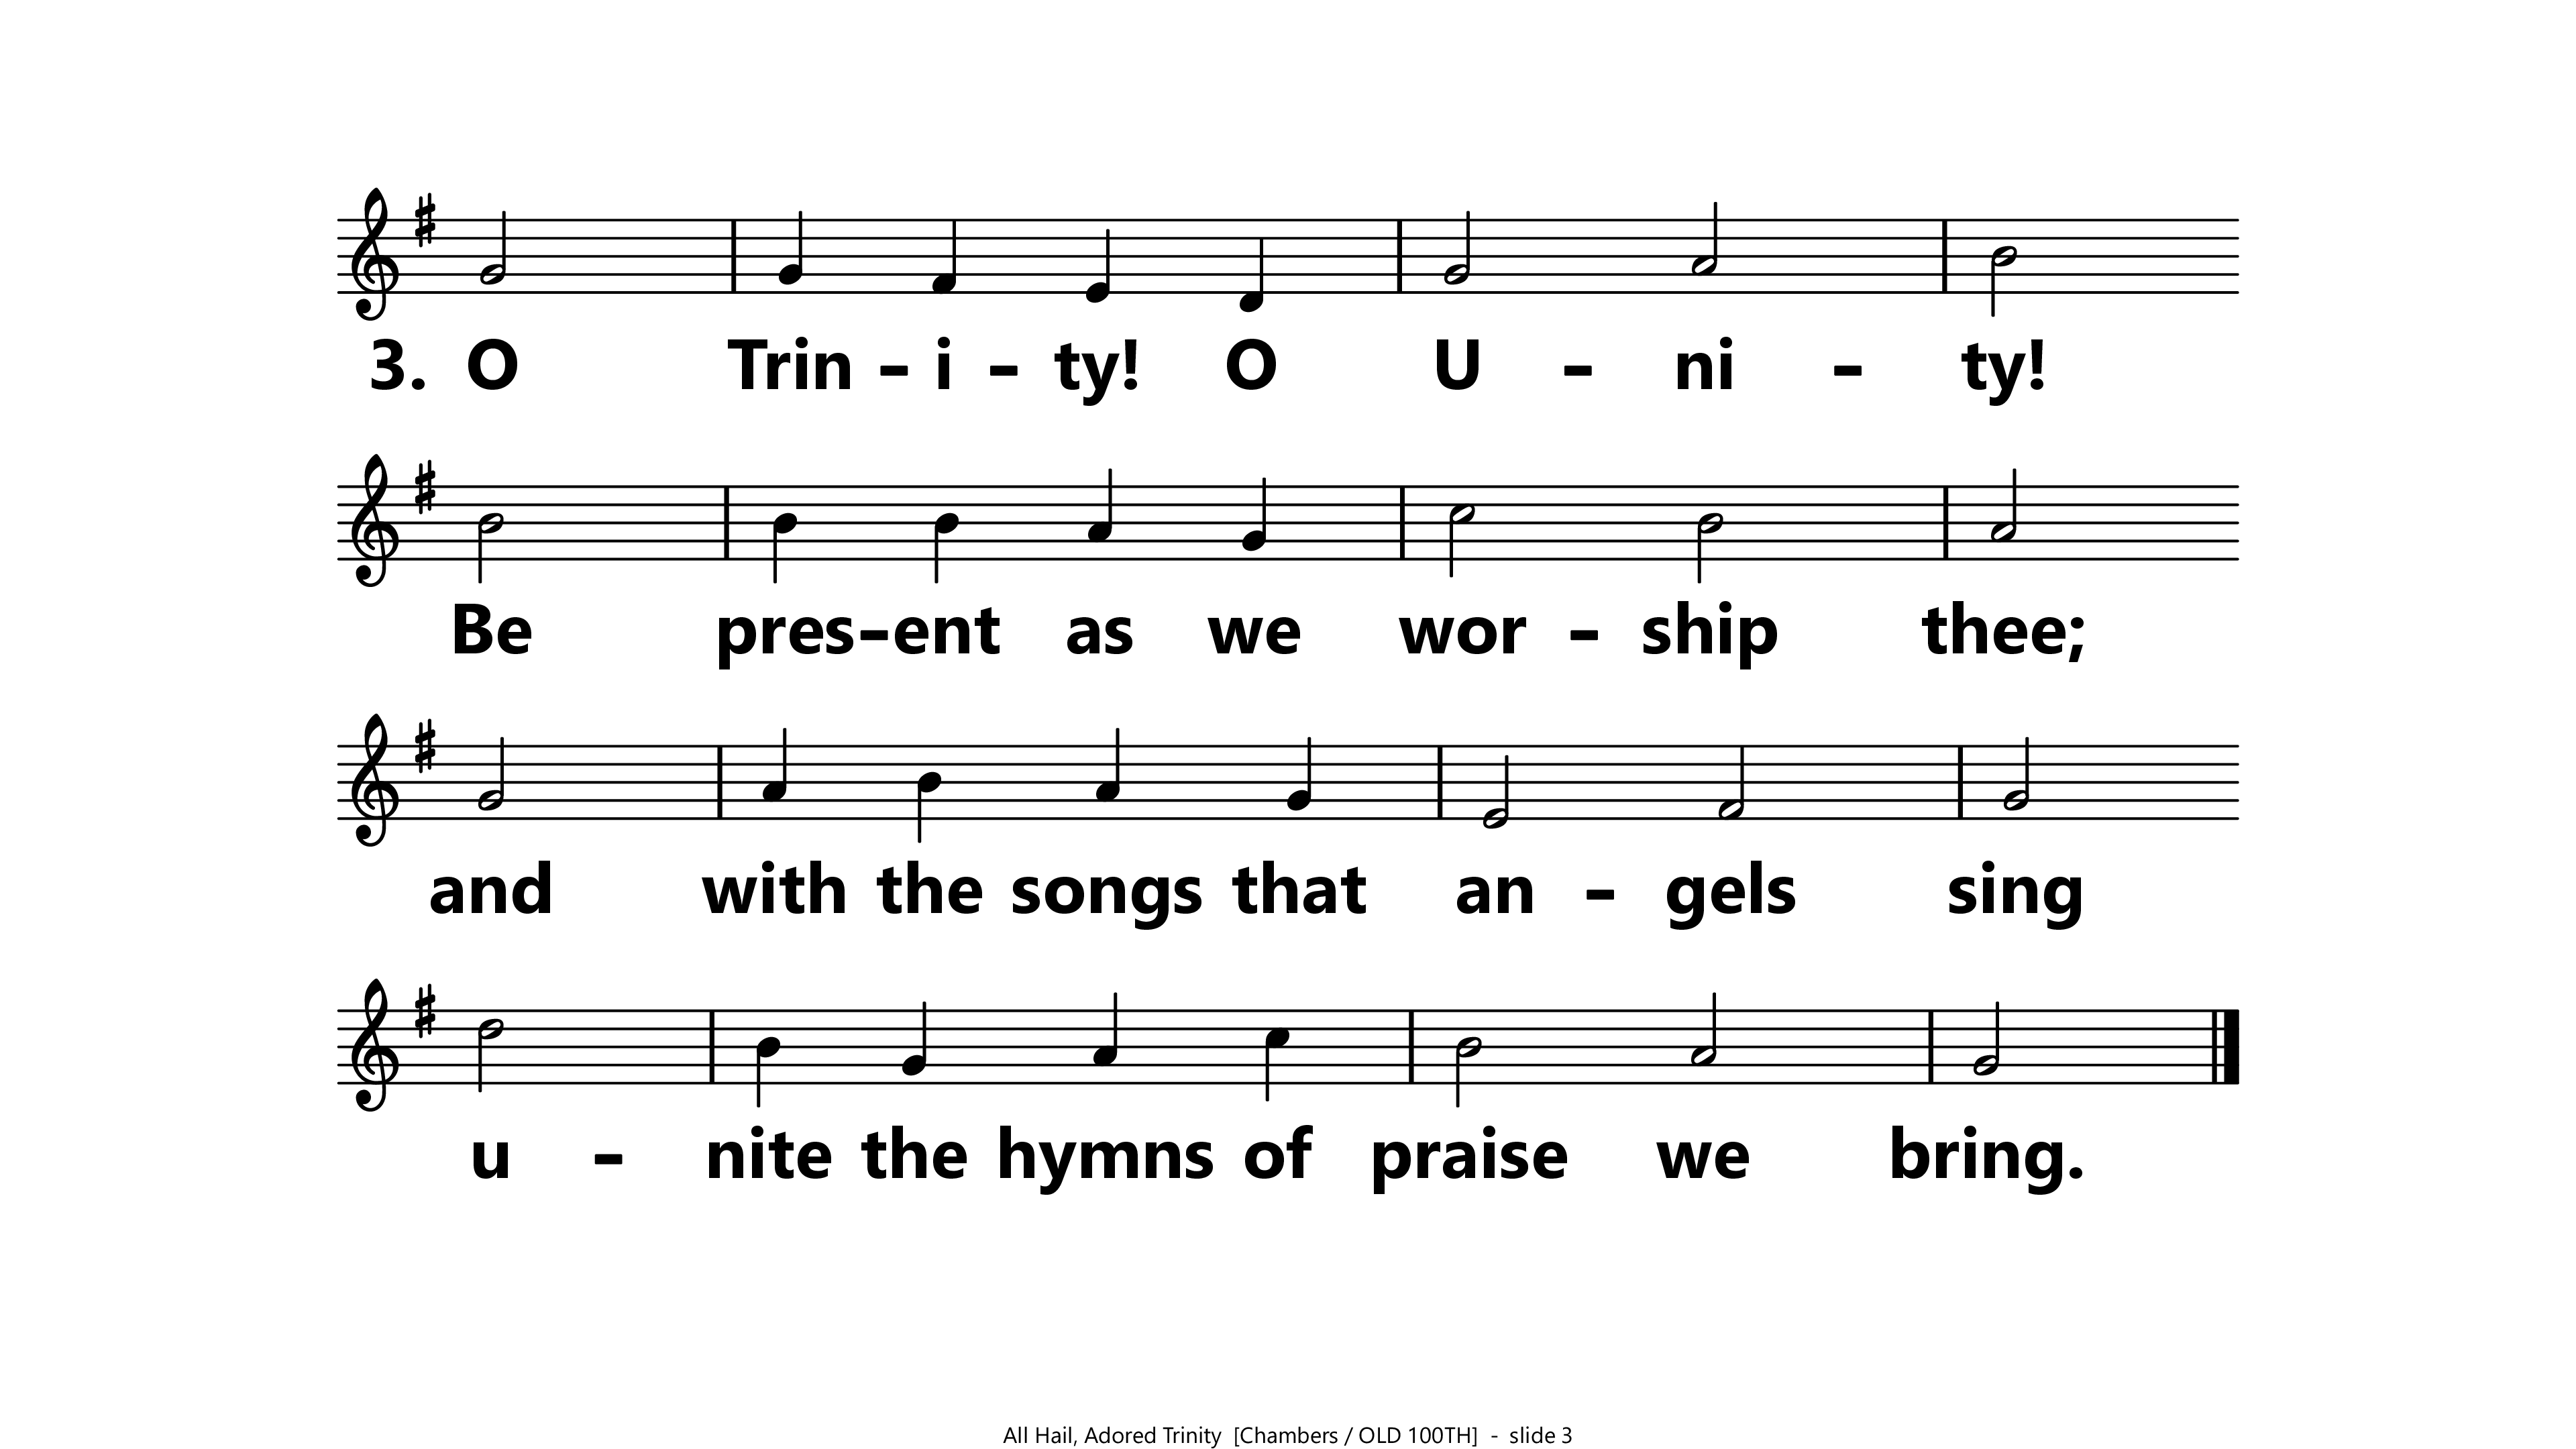 3. O Trin - i - ty! O U - ni - ty!
Be pres-ent as we wor - ship thee;
and with the songs that an - gels sing
u - nite the hymns of praise we bring.
All Hail, Adored Trinity [Chambers / OLD 100TH] - slide 3